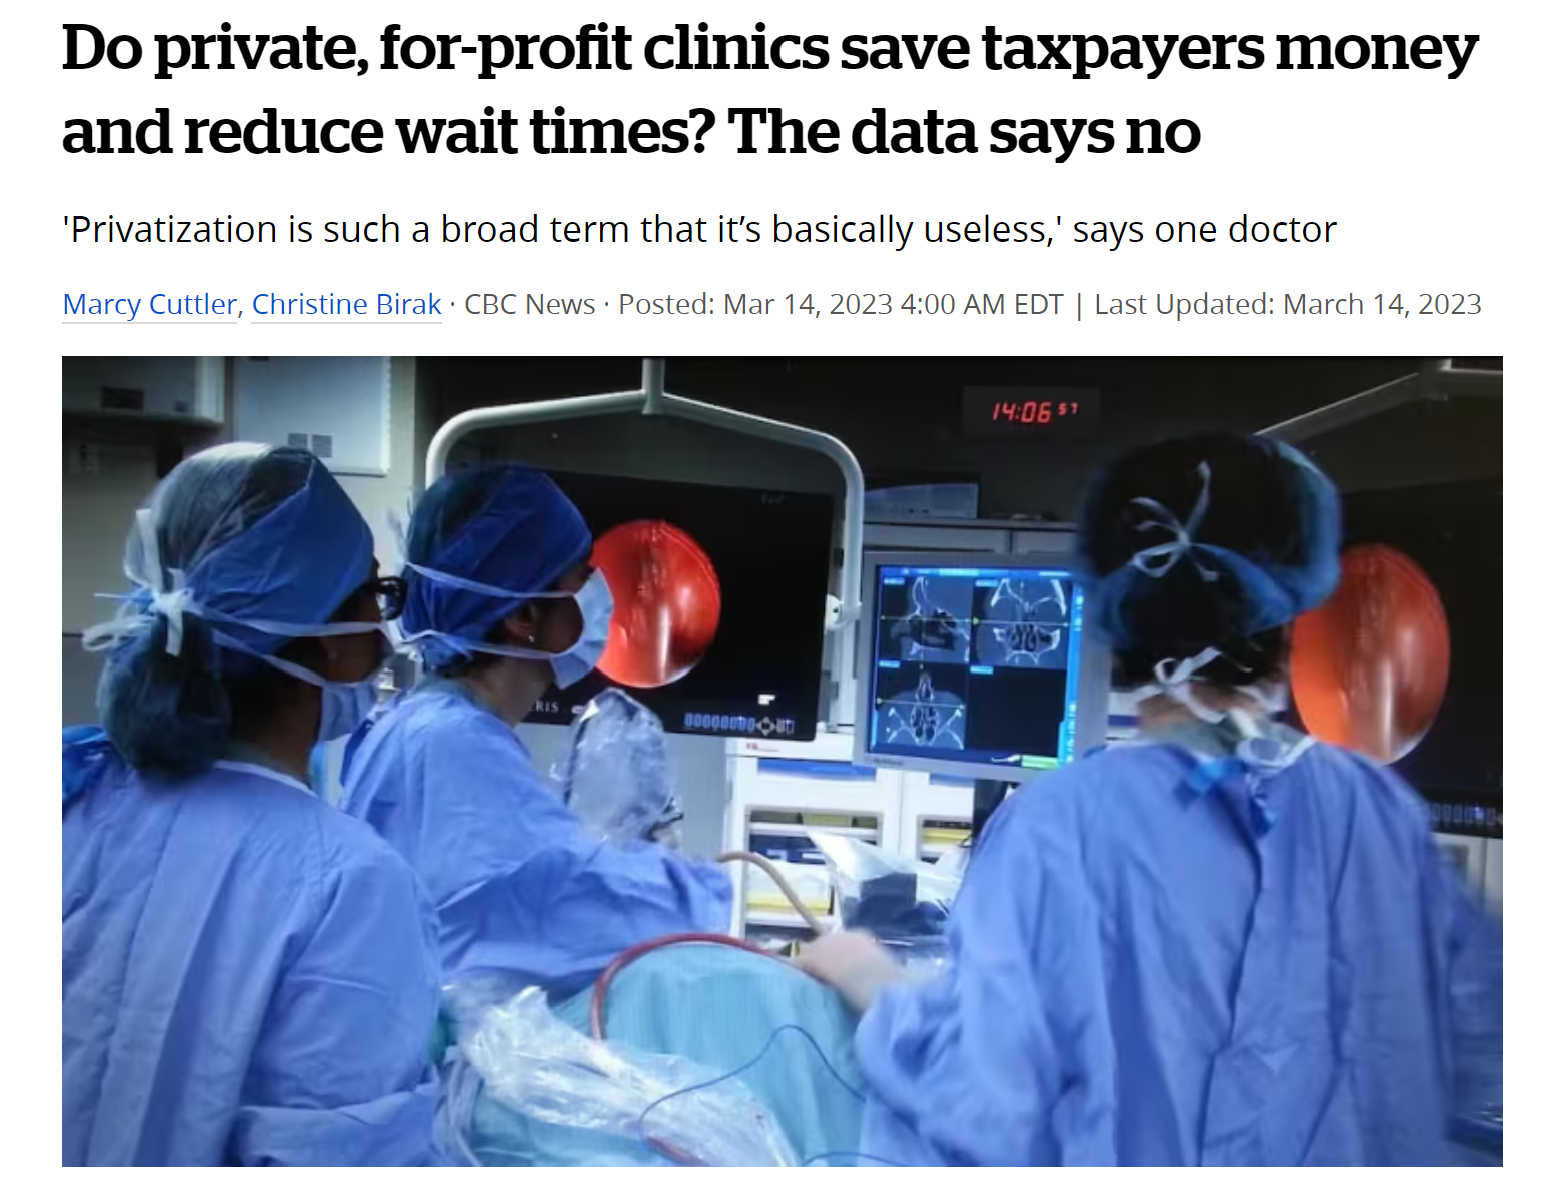 Do private, for-profit clinics save taxpayers money
and reduce wait times? The data says no
'Privatization is such a broad term that it’s basically useless,' says one doctor
Marcy Cuttler, Christine Birak · CBC News · Posted: Mar 14, 2023 4:00 AM EDT | Last Updated: March 14, 2023
14:06 57